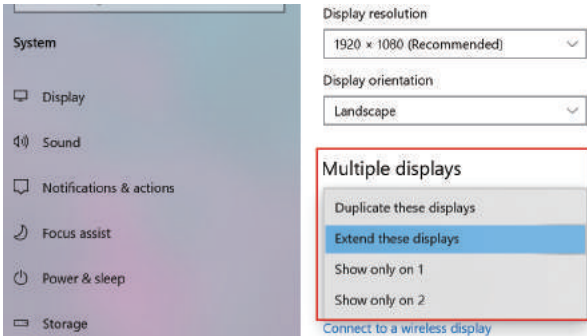 System
Display
Sound
Notifications & actions
Focus assist
Power & sleep
Storage
Display resolution
1920 × 1080 (Recommended)
Display orientation
Landscape
Multiple displays
Duplicate these displays
Extend these displays
Show only on 1
Show only on 2
Connect to a wireless display